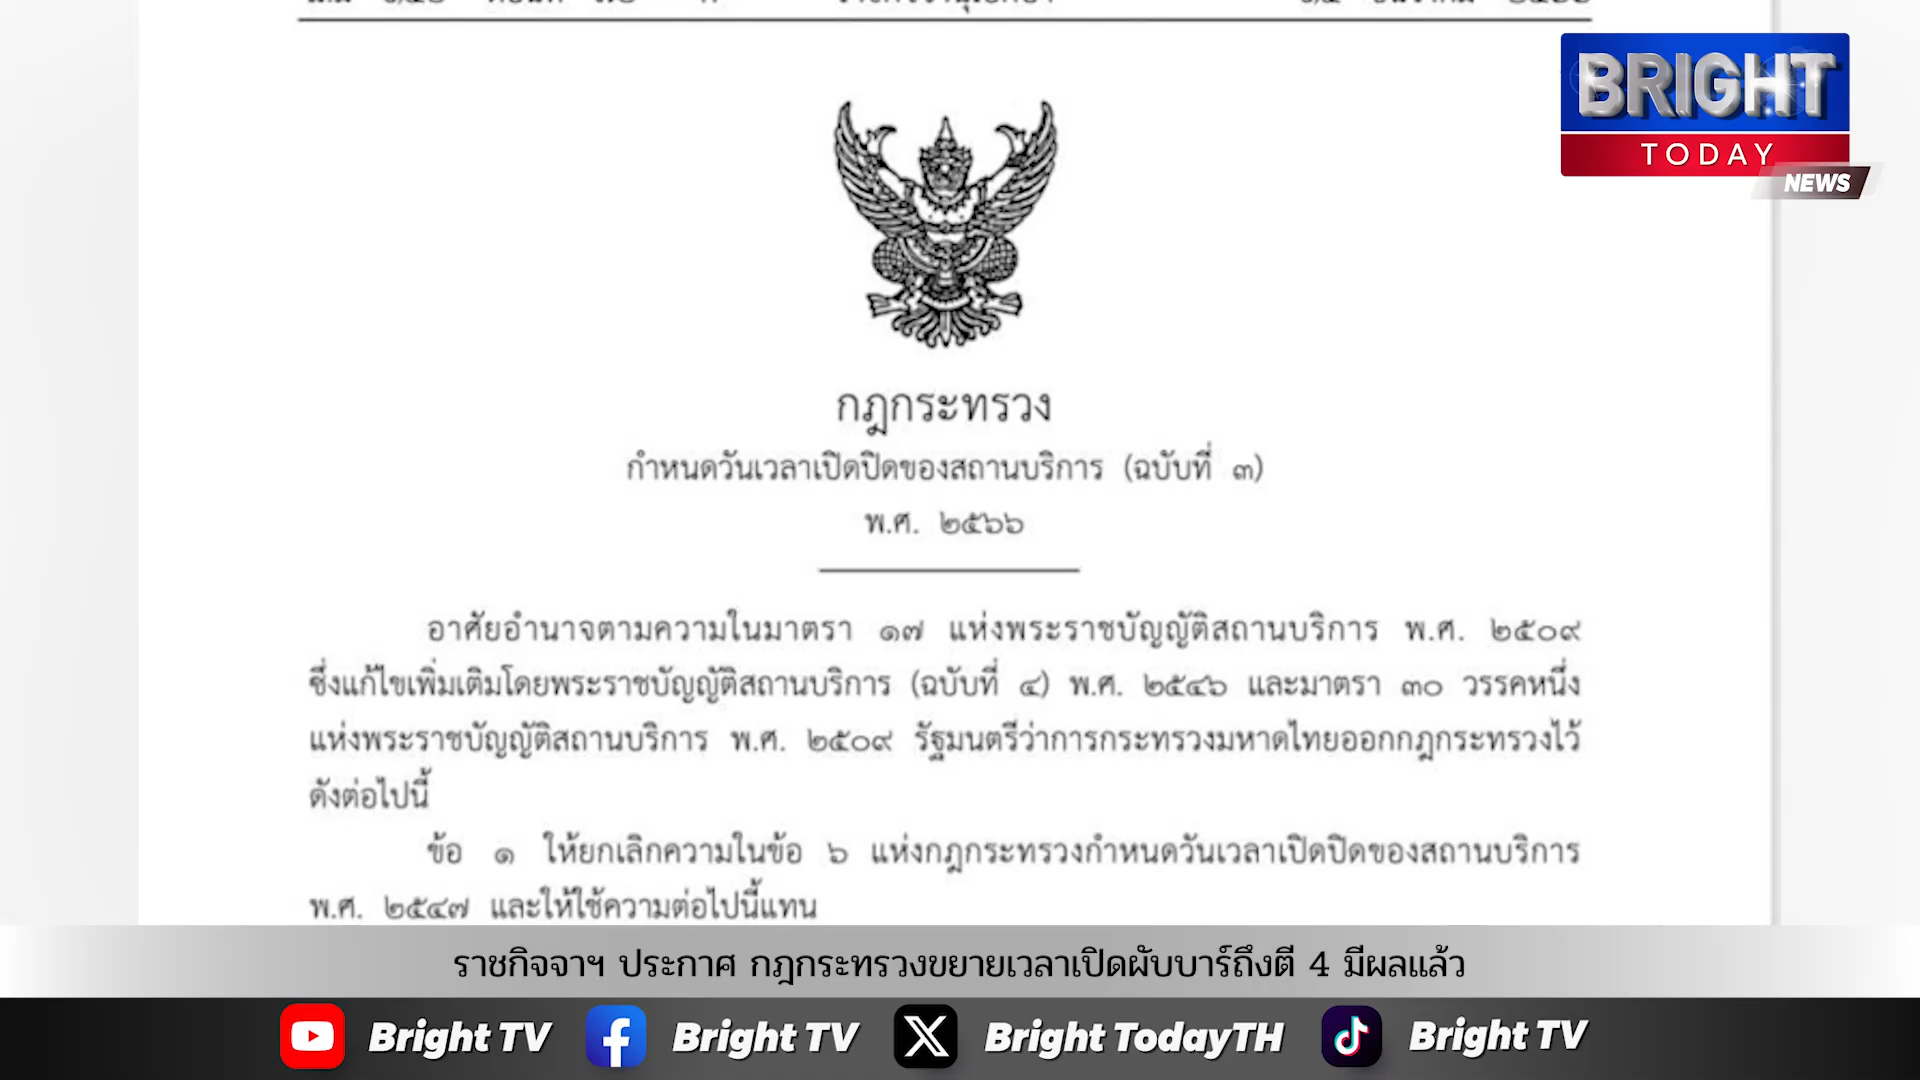 BRIGHT
TODAY
NEWS
กฎกระทรวง
กำหนดวันเวลาเปิดปิดของสถานบริการ (ฉบับที่ ๓)
พ.ศ. ๒๕๖๖
อาศัยอำนาจตามความในมาตรา ๑๗ แห่งพระราชบัญญัติสถานบริการ พ.ศ. ๒๕๐๙
ซึ่งแก้ไขเพิ่มเติมโดยพระราชบัญญัติสถานบริการ (ฉบับที่ ๔) พ.ศ. ๒๕๔๖ และมาตรา ๓๐ วรรคหนึ่ง
แห่งพระราชบัญญัติสถานบริการ พ.ศ. ๒๕๐๙ รัฐมนตรีว่าการกระทรวงมหาดไทยออกกฎกระทรวงไว้
ดังต่อไปนี้
ข้อ ๑ ให้ยกเลิกความในข้อ ๖ แห่งกฎกระทรวงกำหนดวันเวลาเปิดปิดของสถานบริการ
พ.ศ. ๒๕๔๗ และให้ใช้ความต่อไปนี้แทน
ราชกิจจาฯ ประกาศ กฎกระทรวงขยายเวลาเปิดผับบาร์ถึงตี 4 มีผลแล้ว
Bright TV Bright TV Bright TodayTH Bright TV